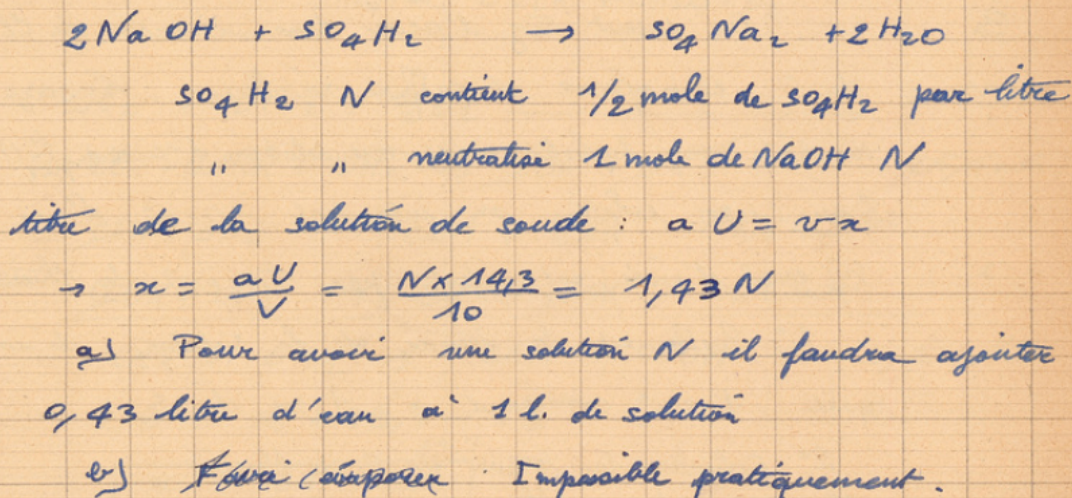 2 Na OH + SO4H2 → SO4 Na2 + 2 H2O
SO4H2 N contient 1/2 mole de SO4H2 par litre
" " neutralise 1 mole de NaOH N
titre de la solution de soude : a U = v x
→ x = aU/V = N x 14,3/10 = 1,43 N
a) Pour avoir une solution N il faudra ajouter
0,43 litre d'eau à 1 l. de solution
b) Impossible pratiquement.